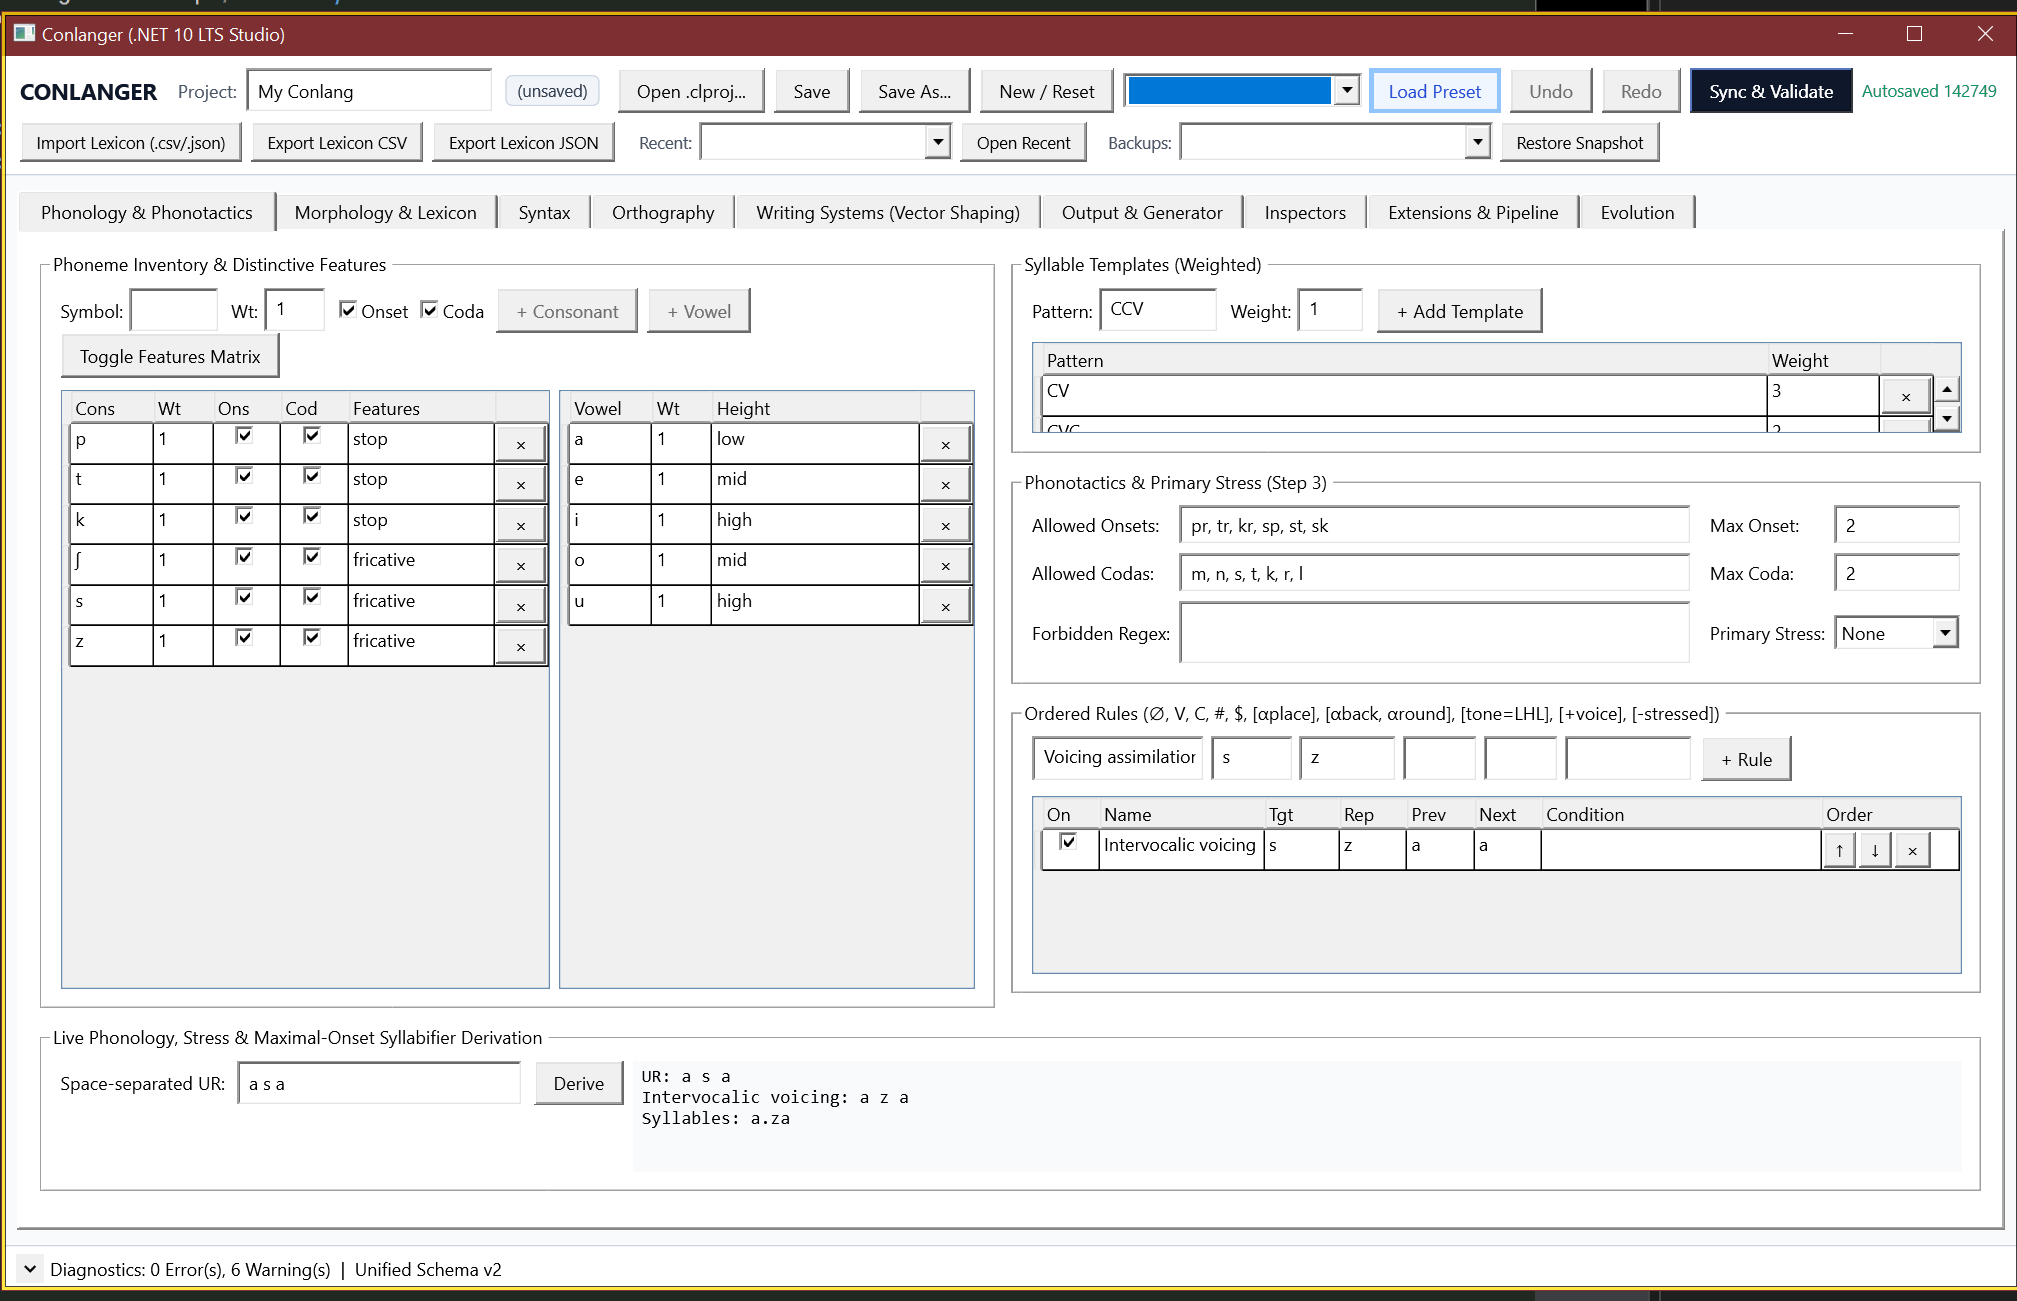 Conlanger (.NET 10 LTS Studio)
CONLANGER Project: My Conlang (unsaved) Open .clproj... Save Save As... New / Reset Load Preset Undo Redo Sync & Validate Autosaved 142749
Import Lexicon (.csv/.json) Export Lexicon CSV Export Lexicon JSON Recent: Open Recent Backups: Restore Snapshot
Phonology & Phonotactics Morphology & Lexicon Syntax Orthography Writing Systems (Vector Shaping) Output & Generator Inspectors Extensions & Pipeline Evolution
Phoneme Inventory & Distinctive Features
Symbol: Wt: 1 Onset Coda + Consonant + Vowel
Toggle Features Matrix
Cons Wt Ons Cod Features
p 1 stop ×
t 1 stop ×
k 1 stop ×
ʃ 1 fricative ×
s 1 fricative ×
z 1 fricative ×
Vowel Wt Height
a 1 low ×
e 1 mid ×
i 1 high ×
o 1 mid ×
u 1 high ×
Syllable Templates (Weighted)
Pattern: CCV Weight: 1 + Add Template
Pattern Weight
CV 3 ×
CVC 2
Phonotactics & Primary Stress (Step 3)
Allowed Onsets: pr, tr, kr, sp, st, sk Max Onset: 2
Allowed Codas: m, n, s, t, k, r, l Max Coda: 2
Forbidden Regex: Primary Stress: None
Ordered Rules (∅, V, C, #, $, [αplace], [αback, αround], [tone=LHL], [+voice], [-stressed])
Voicing assimilation s z + Rule
On Name Tgt Rep Prev Next Condition Order
Intervocalic voicing s z a a ↑ ↓ ×
Live Phonology, Stress & Maximal-Onset Syllabifier Derivation
Space-separated UR: a s a Derive
UR: a s a
Intervocalic voicing: a z a
Syllables: a.za
Diagnostics: 0 Error(s), 6 Warning(s) | Unified Schema v2